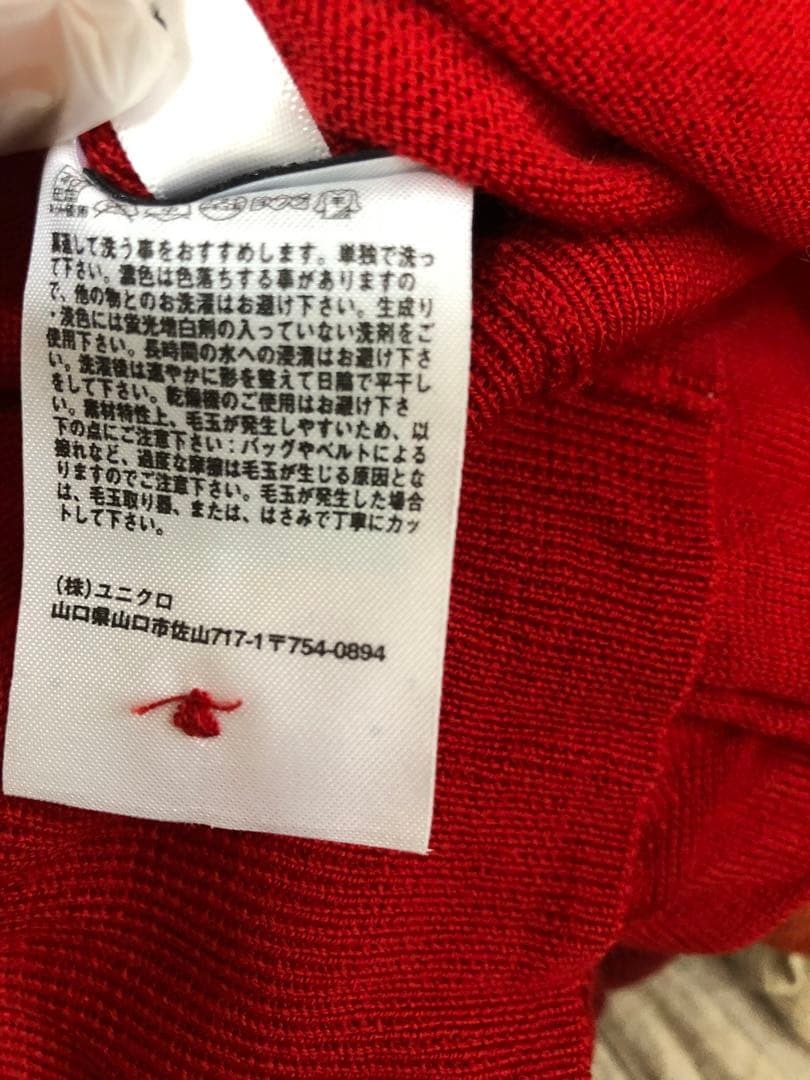 裏返して洗う事をおすすめします。単独で洗っ
て下さい。濃色は色落ちする事がありますの
で、他の物とのお洗濯はお避け下さい。生成り
・淡色には蛍光増白剤の入っていない洗剤をご
使用下さい。長時間の水への浸漬はお避け下さ
い。洗濯後は速やかに形を整えて日陰で平干し
をして下さい。乾燥機のご使用はお避け下さ
い。素材特性上、毛玉が発生しやすいため、以
下の点にご注意下さい：バッグやベルトによる
擦れなど、過度な摩擦は毛玉が生じる原因とな
りますのでご注意下さい。毛玉が発生した場合
は、毛玉取り器、または、はさみで丁寧にカッ
トして下さい。
(株)ユニクロ
山口県山口市佐山717-1〒754-0894